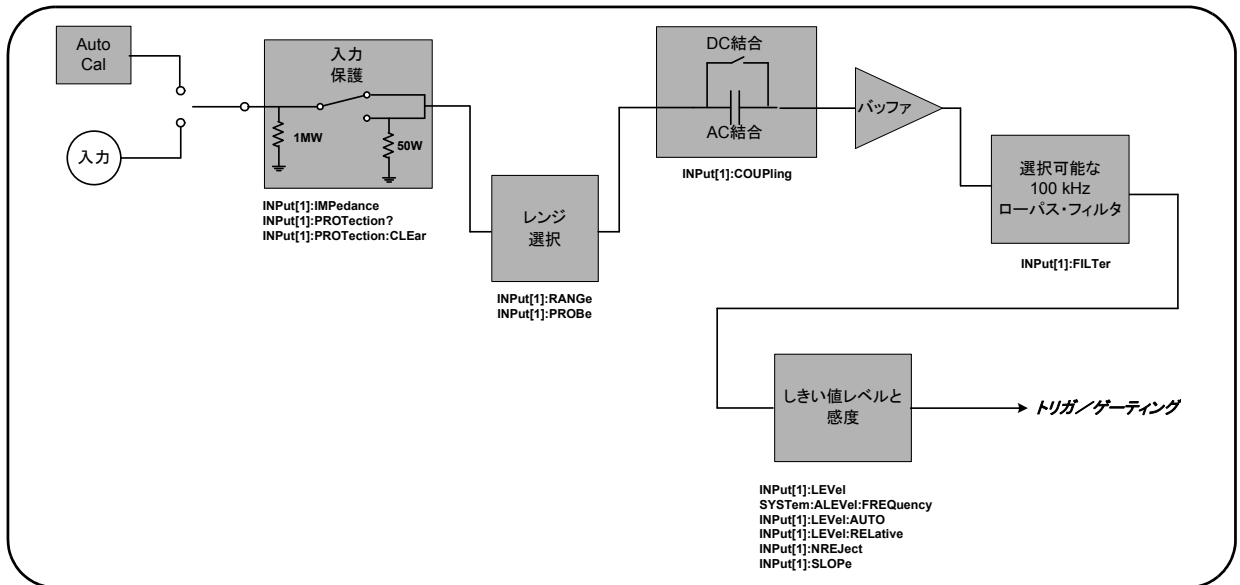 Auto
Cal
入力
入力
保護
1MW
50W
INPut[1]:IMPedance
INPut[1]:PROTection?
INPut[1]:PROTection:CLEar
レンジ
選択
INPut[1]:RANGe
INPut[1]:PROBe
DC結合
AC結合
INPut[1]:COUPling
バッファ
選択可能な
100 kHz
ローパス・フィルタ
INPut[1]:FILTer
しきい値レベルと
感度
トリガ／ゲーティング
INPut[1]:LEVel
SYSTem:ALEVel:FREQuency
INPut[1]:LEVel:AUTO
INPut[1]:LEVel:RELative
INPut[1]:NREJect
INPut[1]:SLOPe